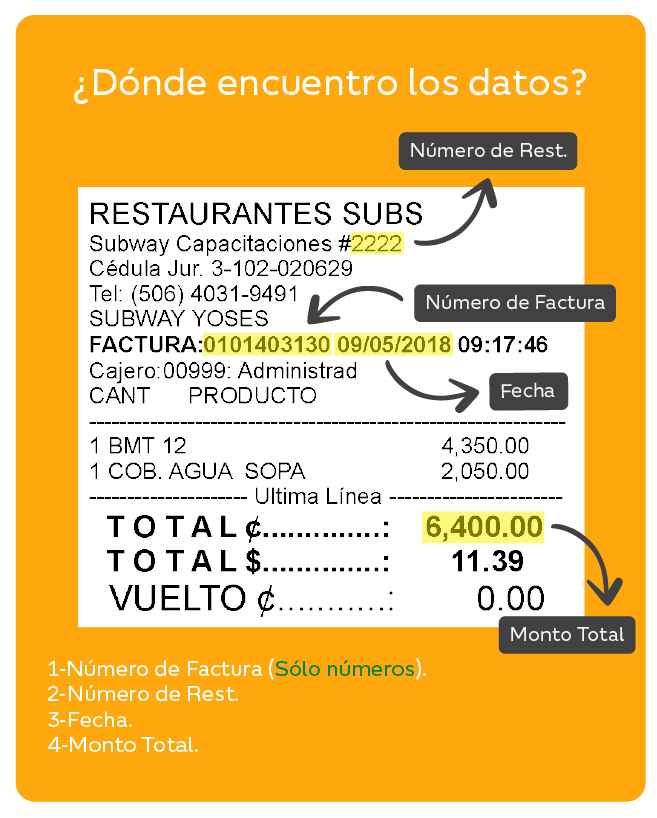 ¿Dónde encuentro los datos?
Número de Rest.
RESTAURANTES SUBS
Subway Capacitaciones #2222
Cédula Jur. 3-102-020629
Tel: (506) 4031-9491
Número de Factura
SUBWAY YOSES
FACTURA:0101403130 09/05/2018 09:17:46
Cajero:00999: Administrad
Fecha
CANT PRODUCTO
--------------------------------------------------------------
1 BMT 12 4,350.00
1 COB. AGUA SOPA 2,050.00
-------------------- Ultima Línea ----------------------
TOTAL ¢..............: 6,400.00
TOTAL $..............: 11.39
VUELTO ¢...........: 0.00
Monto Total
1-Número de Factura (Sólo números).
2-Número de Rest.
3-Fecha.
4-Monto Total.